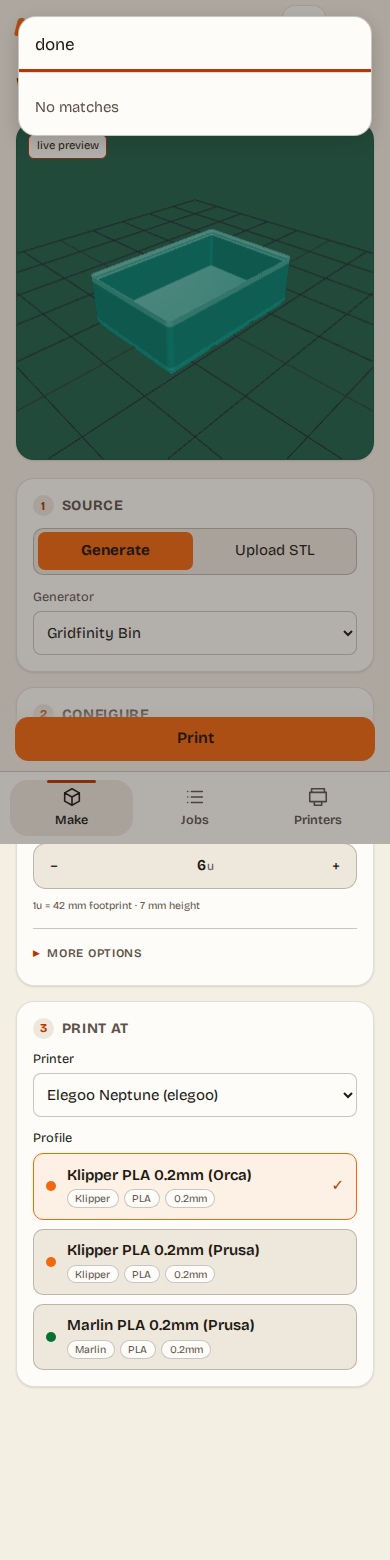 done
No matches
live preview
1 SOURCE
Generate
Upload STL
Generator
Gridfinity Bin
2 CONFIGURE
Print
Make
Jobs
Printers
− 6u +
1u = 42 mm footprint · 7 mm height
▶ MORE OPTIONS
3 PRINT AT
Printer
Elegoo Neptune (elegoo)
Profile
Klipper PLA 0.2mm (Orca) ✓
Klipper PLA 0.2mm
Klipper PLA 0.2mm (Prusa)
Klipper PLA 0.2mm
Marlin PLA 0.2mm (Prusa)
Marlin PLA 0.2mm